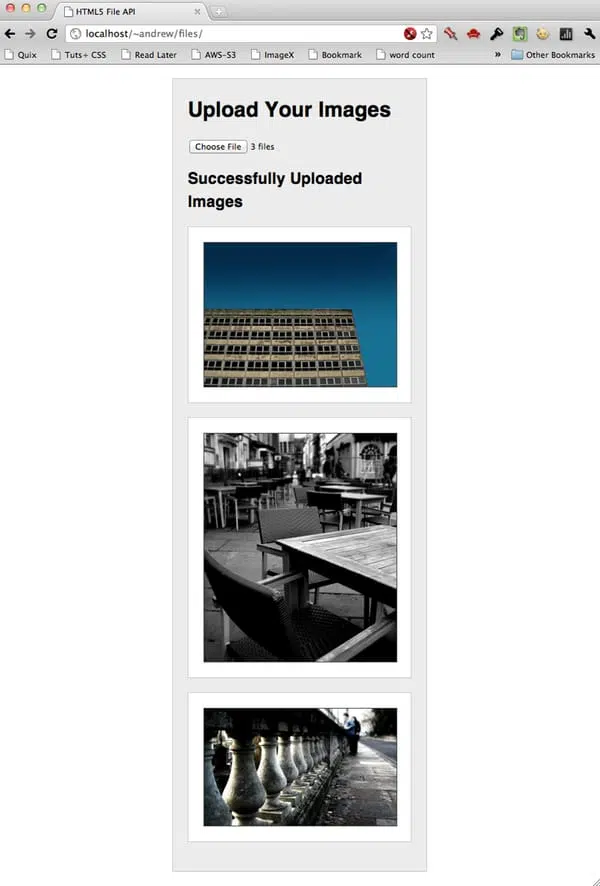 HTML5 File API
localhost/~andrew/files/
Quix Tuts+ CSS Read Later AWS-S3 ImageX Bookmark word count » Other Bookmarks
Upload Your Images
Choose File 3 files
Successfully Uploaded
Images